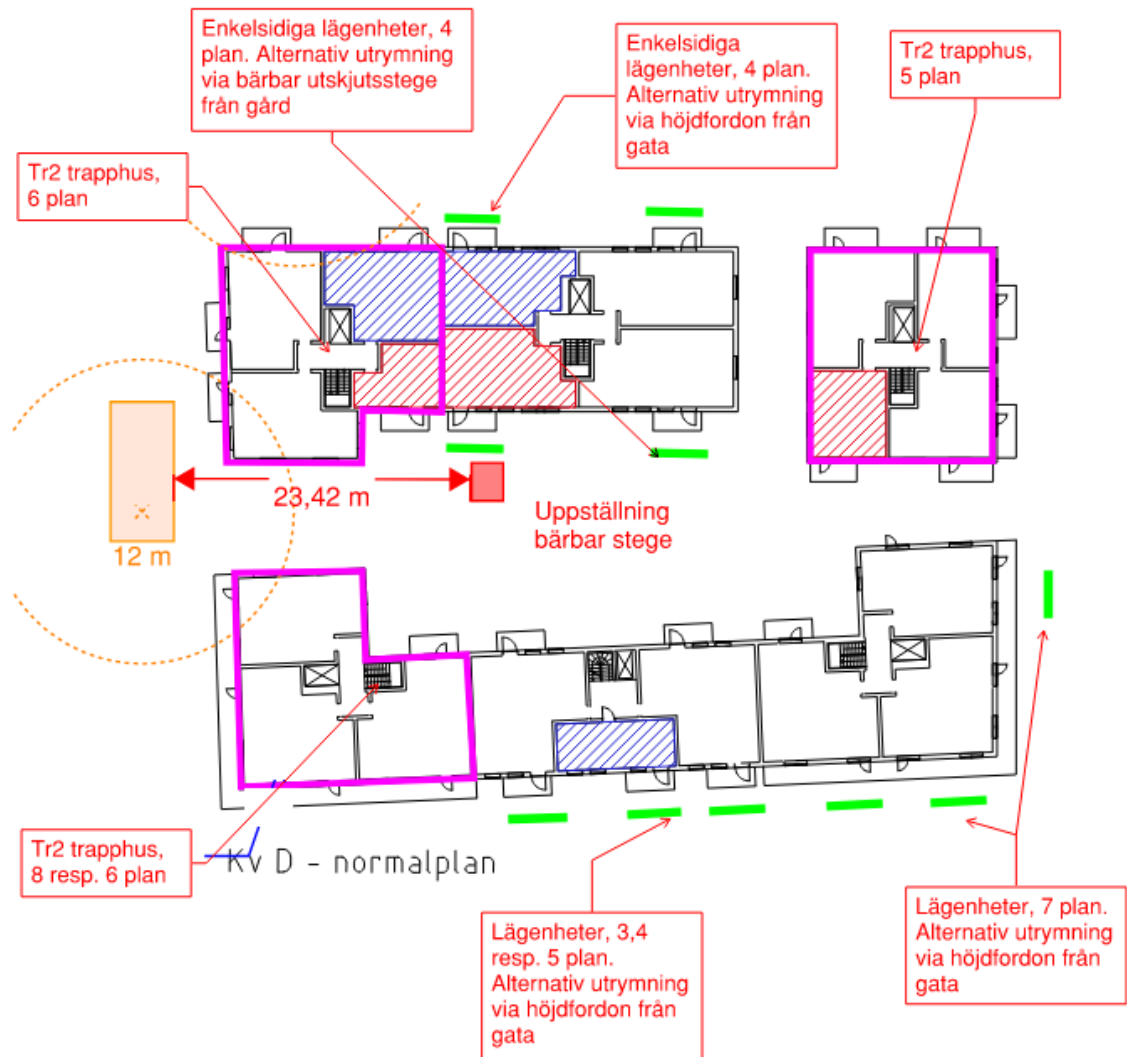 Enkelsidiga lägenheter, 4
plan. Alternativ utrymning
via bärbar utskjutsstege
från gård
Enkelsidiga
lägenheter, 4 plan.
Alternativ utrymning
via höjdfordon från
gata
Tr2 trapphus,
5 plan
Tr2 trapphus,
6 plan
23,42 m
12 m
Uppställning
bärbar stege
Tr2 trapphus,
8 resp. 6 plan
Kv D - normalplan
Lägenheter, 3,4
resp. 5 plan.
Alternativ utrymning
via höjdfordon från
gata
Lägenheter, 7 plan.
Alternativ utrymning
via höjdfordon från
gata